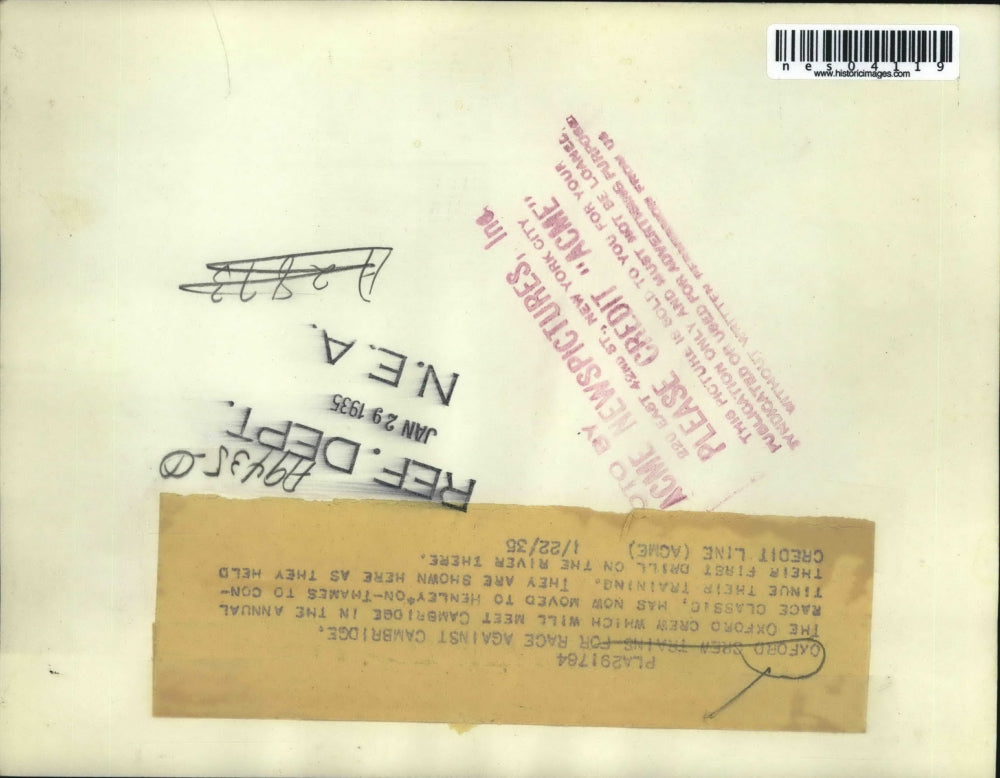 nes04119
www.historicimages.com
PHOTO BY
ACME NEWSPICTURES, Inc
220 EAST 42ND ST., NEW YORK CITY
PLEASE CREDIT "ACME"
THIS PICTURE IS SOLD TO YOU FOR YOUR
PUBLICATION ONLY AND MUST NOT BE LOANED,
SYNDICATED OR USED FOR ADVERTISING PURPOSES
WITHOUT WRITTEN PERMISSION FROM US
REF. DEPT.
JAN 29 1935
N.E.A.
PLA291764
OXFORD CREW TRAINS FOR RACE AGAINST CAMBRIDGE.
THE OXFORD CREW WHICH WILL MEET CAMBRIDGE IN THE ANNUAL
RACE CLASSIC, HAS NOW MOVED TO HENLEY-ON-THAMES TO CON-
TINUE THEIR TRAINING. THEY ARE SHOWN HERE AS THEY HELD
THEIR FIRST DRILL ON THE RIVER THERE.
CREDIT LINE (ACME) 1/22/35